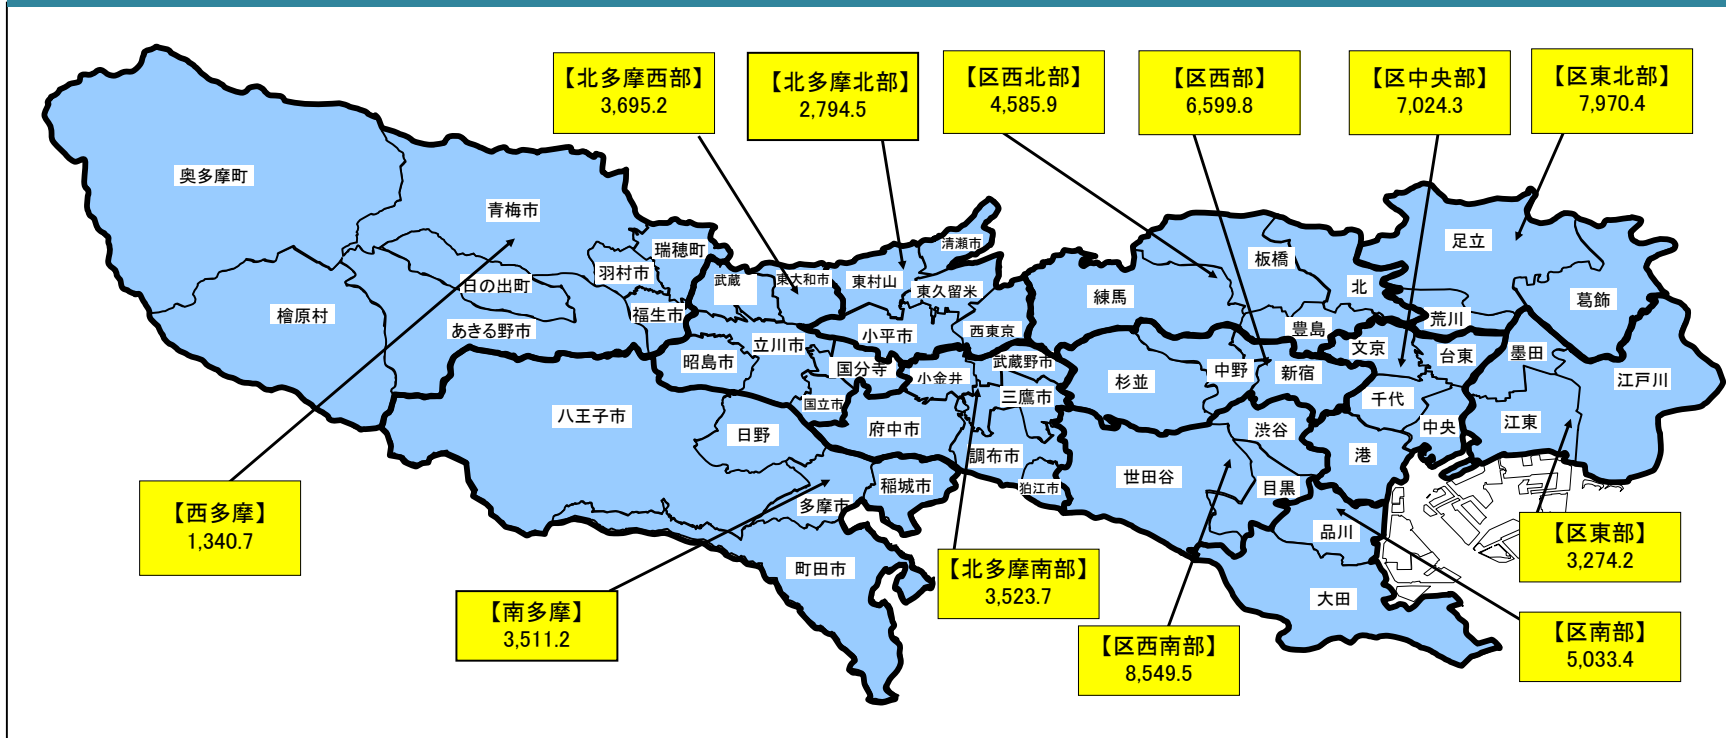 【北多摩西部】
3,695.2
【北多摩北部】
2,794.5
【区西北部】
4,585.9
【区西部】
6,599.8
【区中央部】
7,024.3
【区東北部】
7,970.4
奥多摩町
青梅市
瑞穂町
羽村市
日の出町
福生市
檜原村
あきる野市
武蔵
東大和市
東村山
清瀬市
東久留米
小平市
西東京
立川市
昭島市
国分寺
国立市
小金井
武蔵野市
三鷹市
府中市
調布市
狛江市
八王子市
日野
多摩市
稲城市
町田市
練馬
板橋
北
豊島
足立
葛飾
荒川
文京
台東
墨田
江戸川
杉並
中野
新宿
千代
中央
江東
渋谷
港
世田谷
目黒
品川
大田
【西多摩】
1,340.7
【南多摩】
3,511.2
【北多摩南部】
3,523.7
【区西南部】
8,549.5
【区東部】
3,274.2
【区南部】
5,033.4